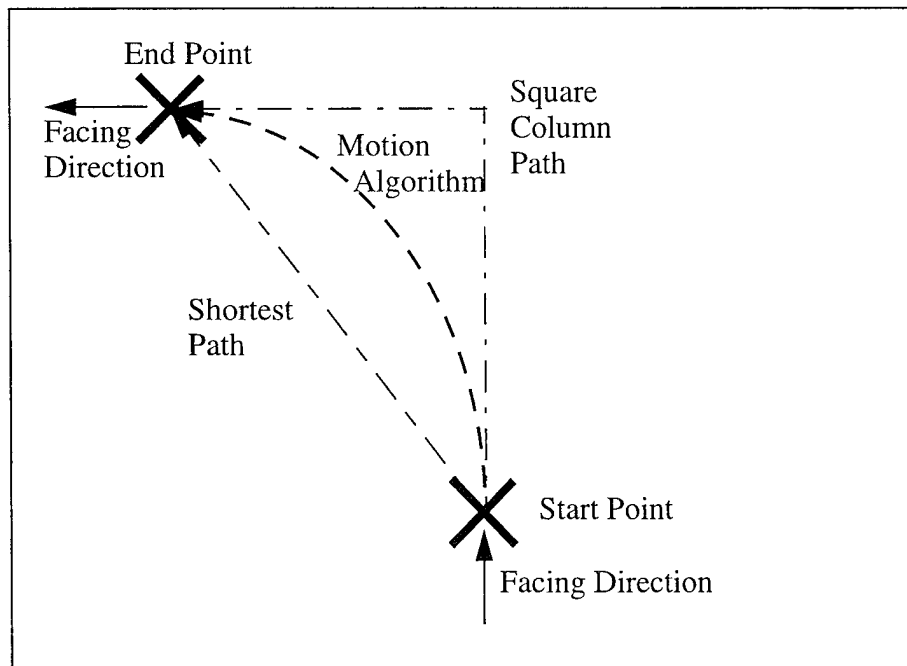 End Point
Facing
Direction
Square
Column
Path
Motion
Algorithm
Shortest
Path
Start Point
Facing Direction